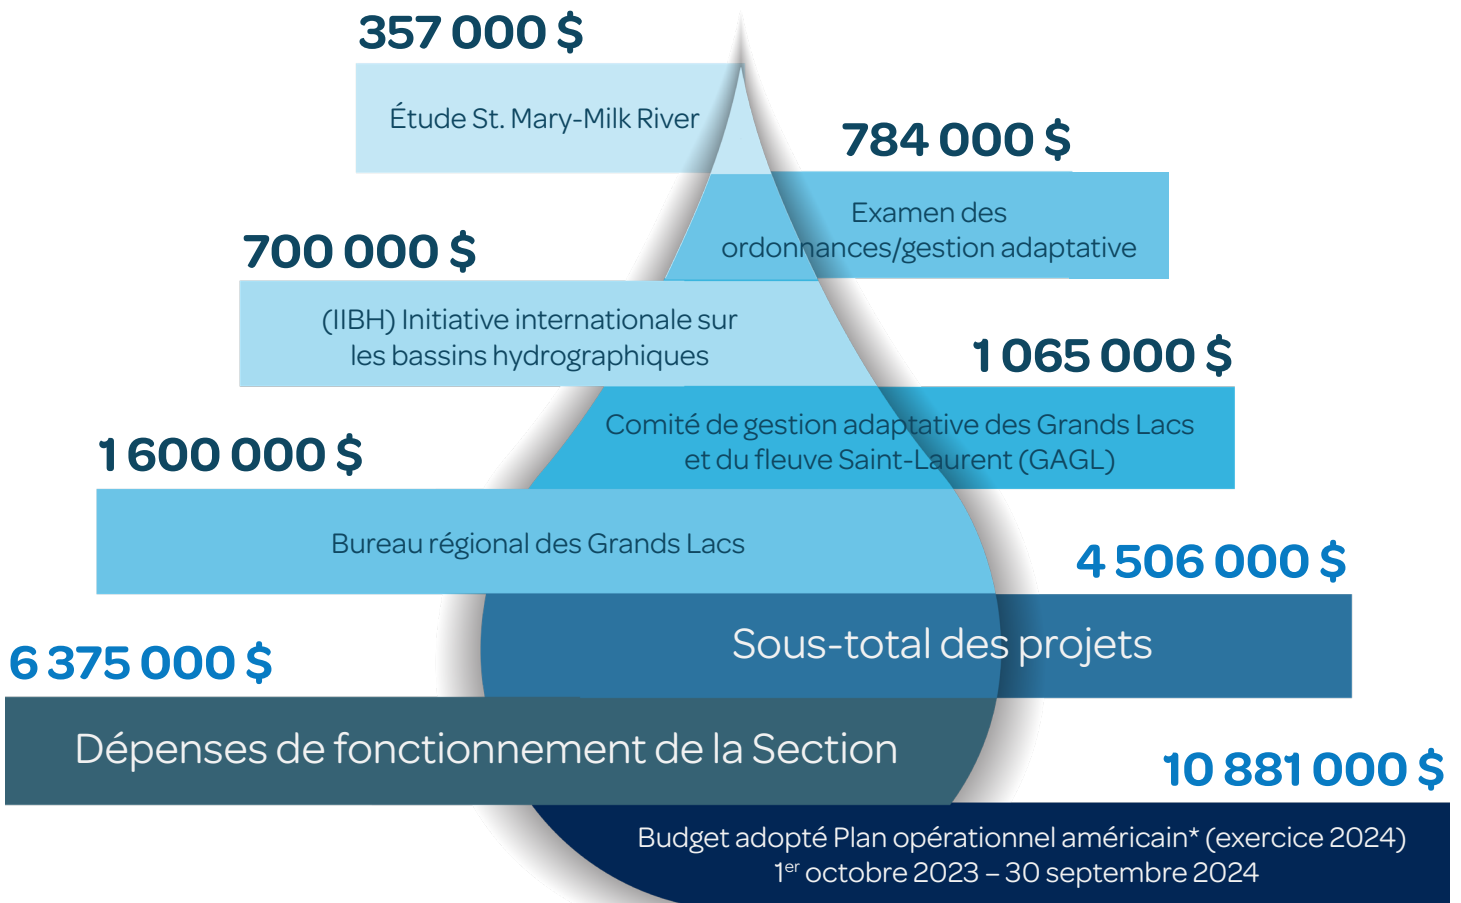 357 000 $
Étude St. Mary-Milk River
784 000 $
Examen des
ordonnances/gestion adaptative
700 000 $
(IIBH) Initiative internationale sur
les bassins hydrographiques
1 065 000 $
Comité de gestion adaptative des Grands Lacs
et du fleuve Saint-Laurent (GAGL)
1 600 000 $
Bureau régional des Grands Lacs
4 506 000 $
Sous-total des projets
6 375 000 $
Dépenses de fonctionnement de la Section
10 881 000 $
Budget adopté Plan opérationnel américain* (exercice 2024)
1er octobre 2023 – 30 septembre 2024